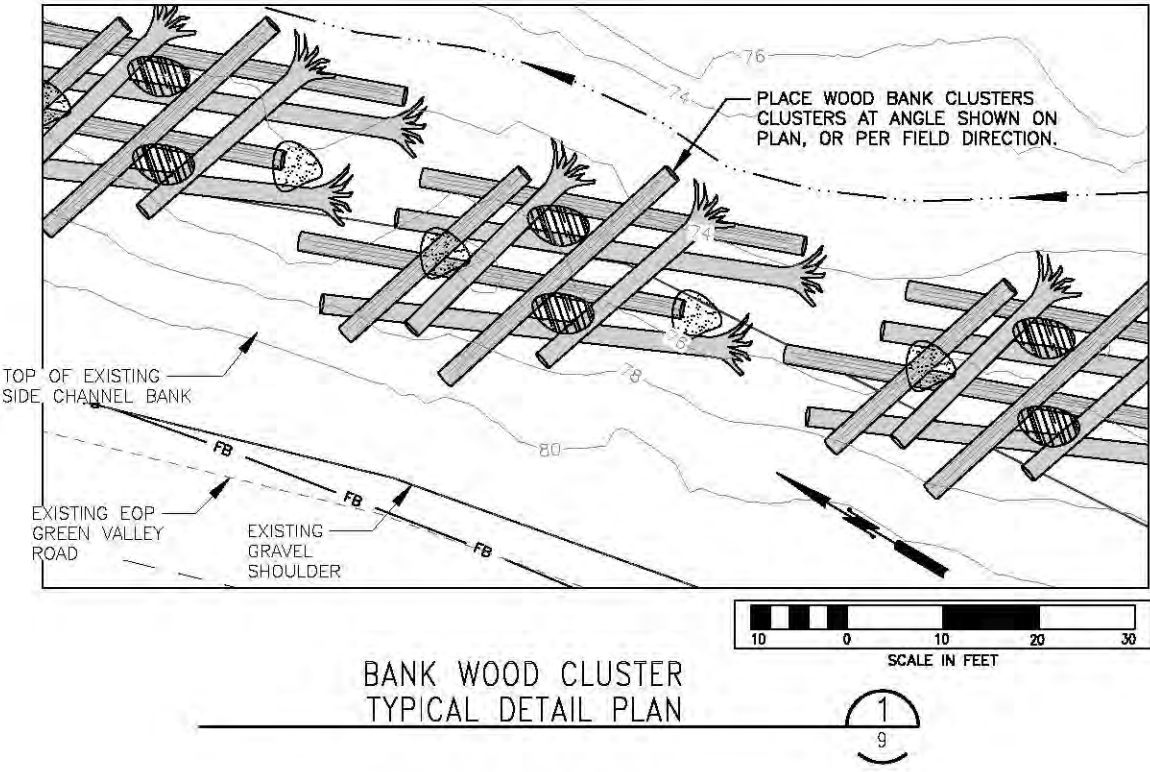 76
74
PLACE WOOD BANK CLUSTERS
CLUSTERS AT ANGLE SHOWN ON
PLAN, OR PER FIELD DIRECTION.
74
76
78
80
TOP OF EXISTING
SIDE CHANNEL BANK
FB
FB
FB
EXISTING EOP
GREEN VALLEY
ROAD
EXISTING
GRAVEL
SHOULDER
N
10 0 10 20 30
SCALE IN FEET
BANK WOOD CLUSTER
TYPICAL DETAIL PLAN
1
9